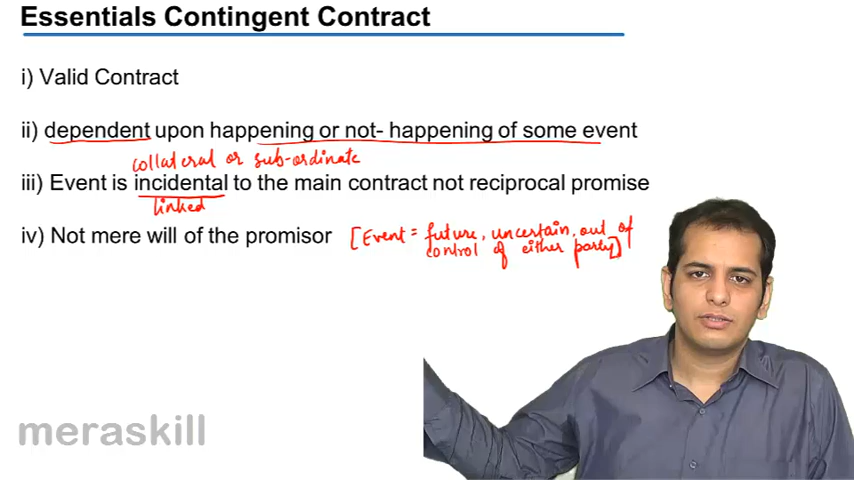 Essentials Contingent Contract
i) Valid Contract
ii) dependent upon happening or not- happening of some event
collateral or sub-ordinate
iii) Event is incidental to the main contract not reciprocal promise
linked
iv) Not mere will of the promisor [Event = future, uncertain, out of
control of either party]
meraskill